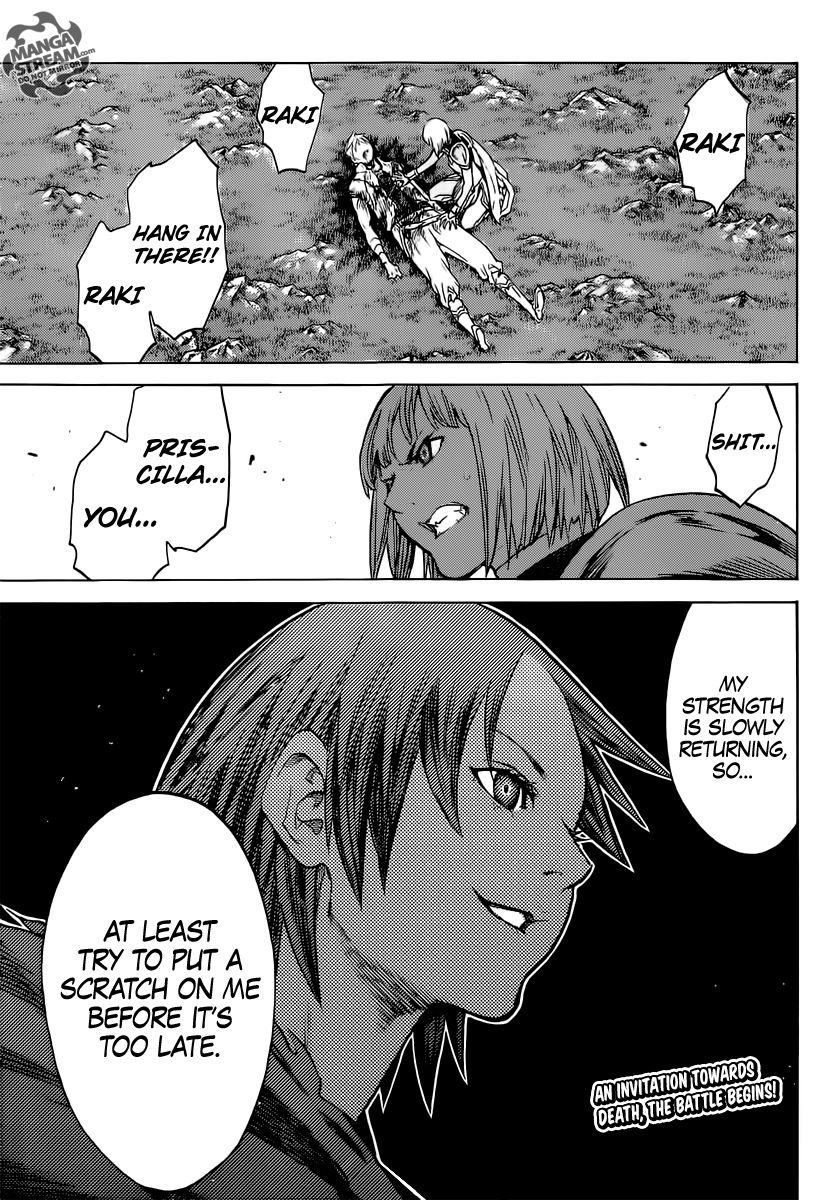 MANGA
STREAM.com
DO NOT MIRROR
RAKI
RAKI
HANG IN
THERE!!
RAKI
SHIT...
PRIS-
CILLA...
YOU...
MY
STRENGTH
IS SLOWLY
RETURNING,
SO...
AT LEAST
TRY TO PUT A
SCRATCH ON ME
BEFORE IT'S
TOO LATE.
AN INVITATION TOWARDS
DEATH, THE BATTLE BEGINS!